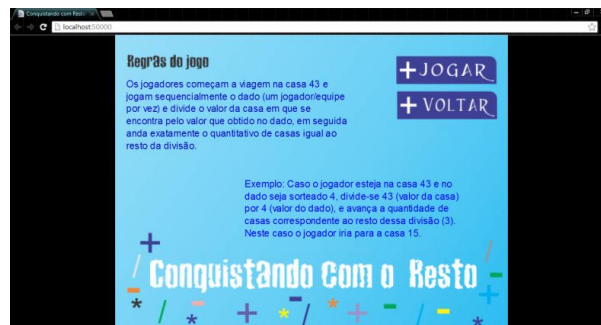 Conquistando com Resto
localhost:50000
Regras do jogo
+JOGAR
Os jogadores começam a viagem na casa 43 e
jogam sequencialmente o dado (um jogador/equipe
por vez) e divide o valor da casa em que se
encontra pelo valor que obtido no dado, em seguida
anda exatamente o quantitativo de casas igual ao
resto da divisão.
+ VOLTAR
Exemplo: Caso o jogador esteja na casa 43 e no
dado seja sorteado 4, divide-se 43 (valor da casa)
por 4 (valor do dado), e avança a quantidade de
casas correspondente ao resto dessa divisão (3).
Neste caso o jogador iria para a casa 15.
Conquistando com o Resto